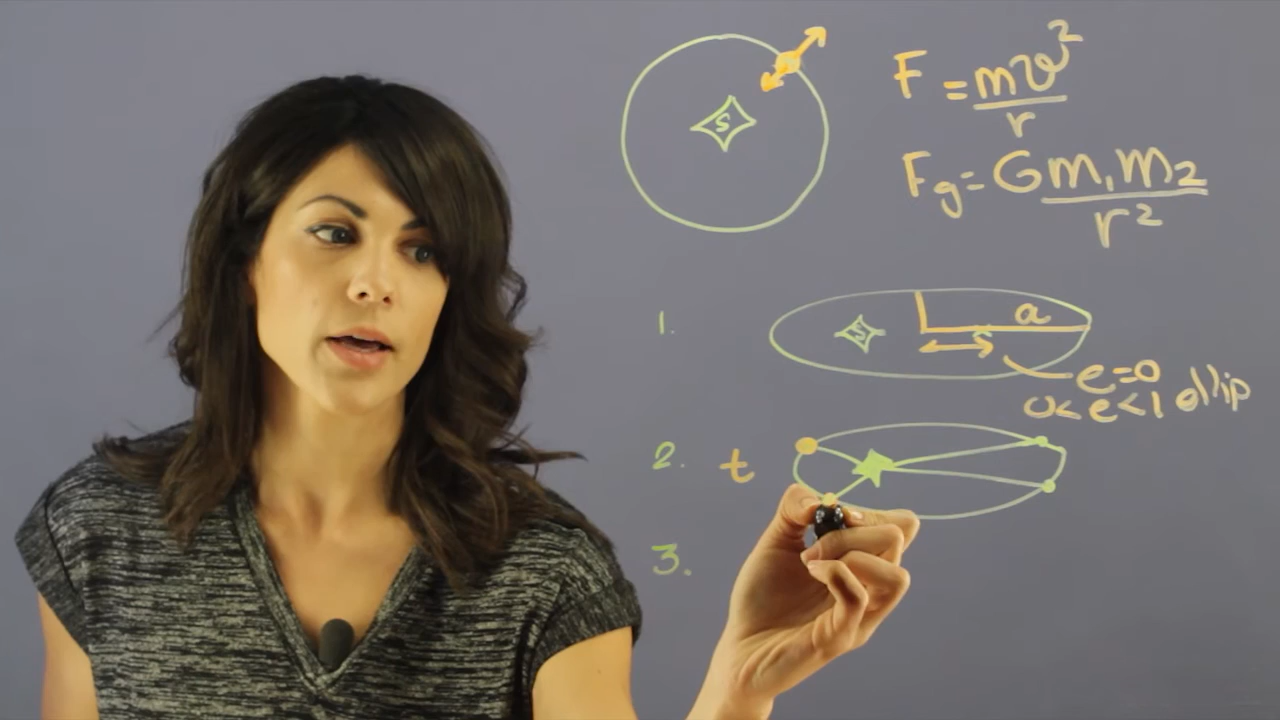 S
F = mv²/r
Fg = Gm₁m₂/r²
1.
S
a
S
e=0
0<e<1 ellip
2.
t
3.